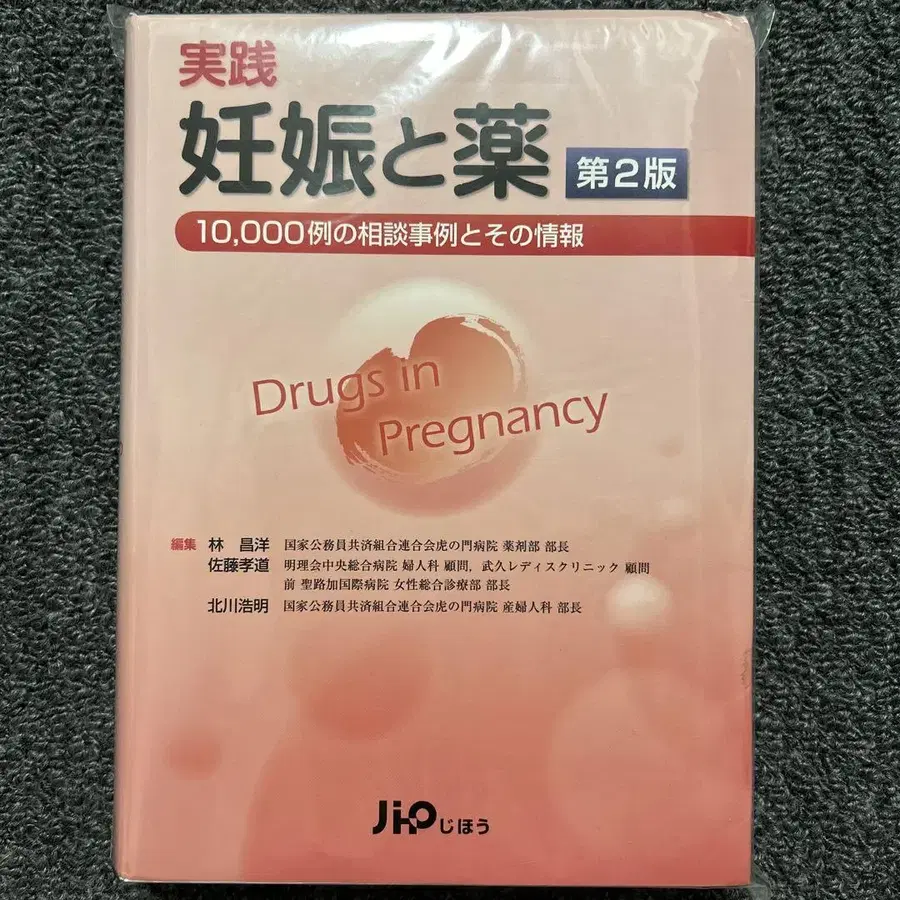 実践
妊娠と薬 第2版
10,000例の相談事例とその情報
Drugs in
Pregnancy
編集 林 昌洋 国家公務員共済組合連合会虎の門病院 薬剤部 部長
佐藤孝道 明理会中央総合病院 婦人科 顧問，武久レディスクリニック 顧問
前 聖路加国際病院 女性総合診療部 部長
北川浩明 国家公務員共済組合連合会虎の門病院 産婦人科 部長
JiHO じほう